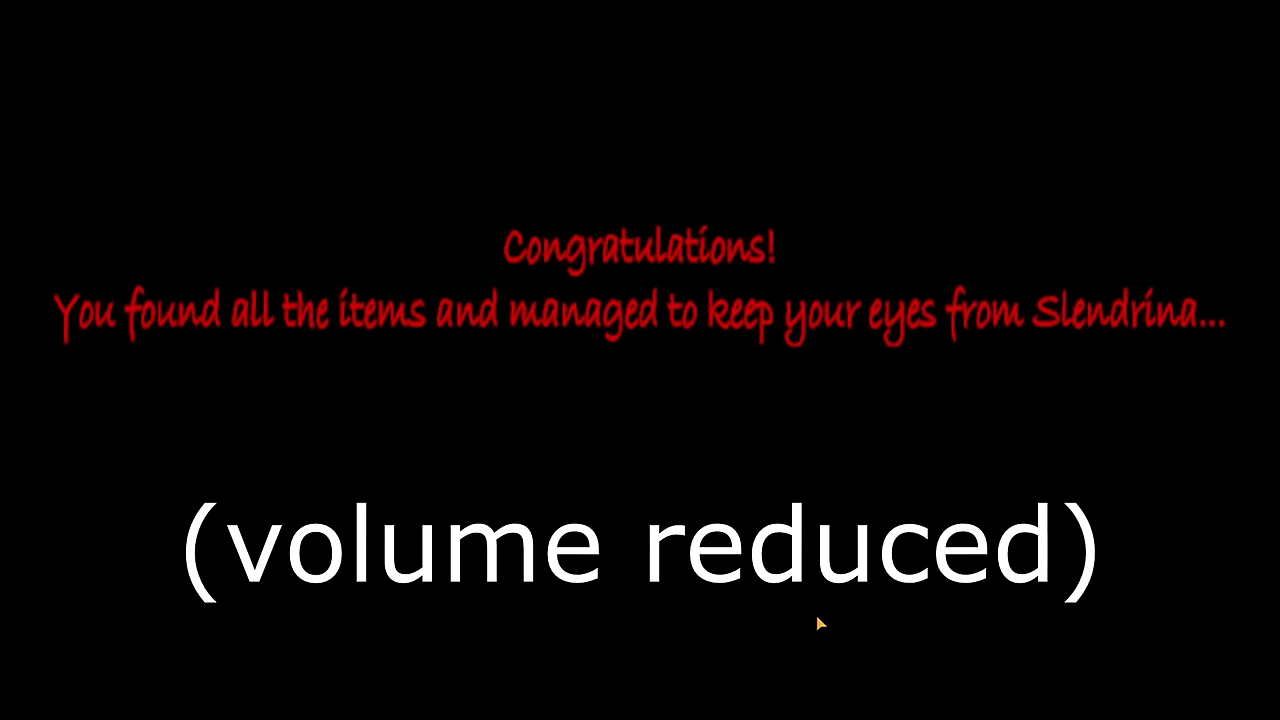 Congratulations!
You found all the items and managed to keep your eyes from Slendrina...
(volume reduced)